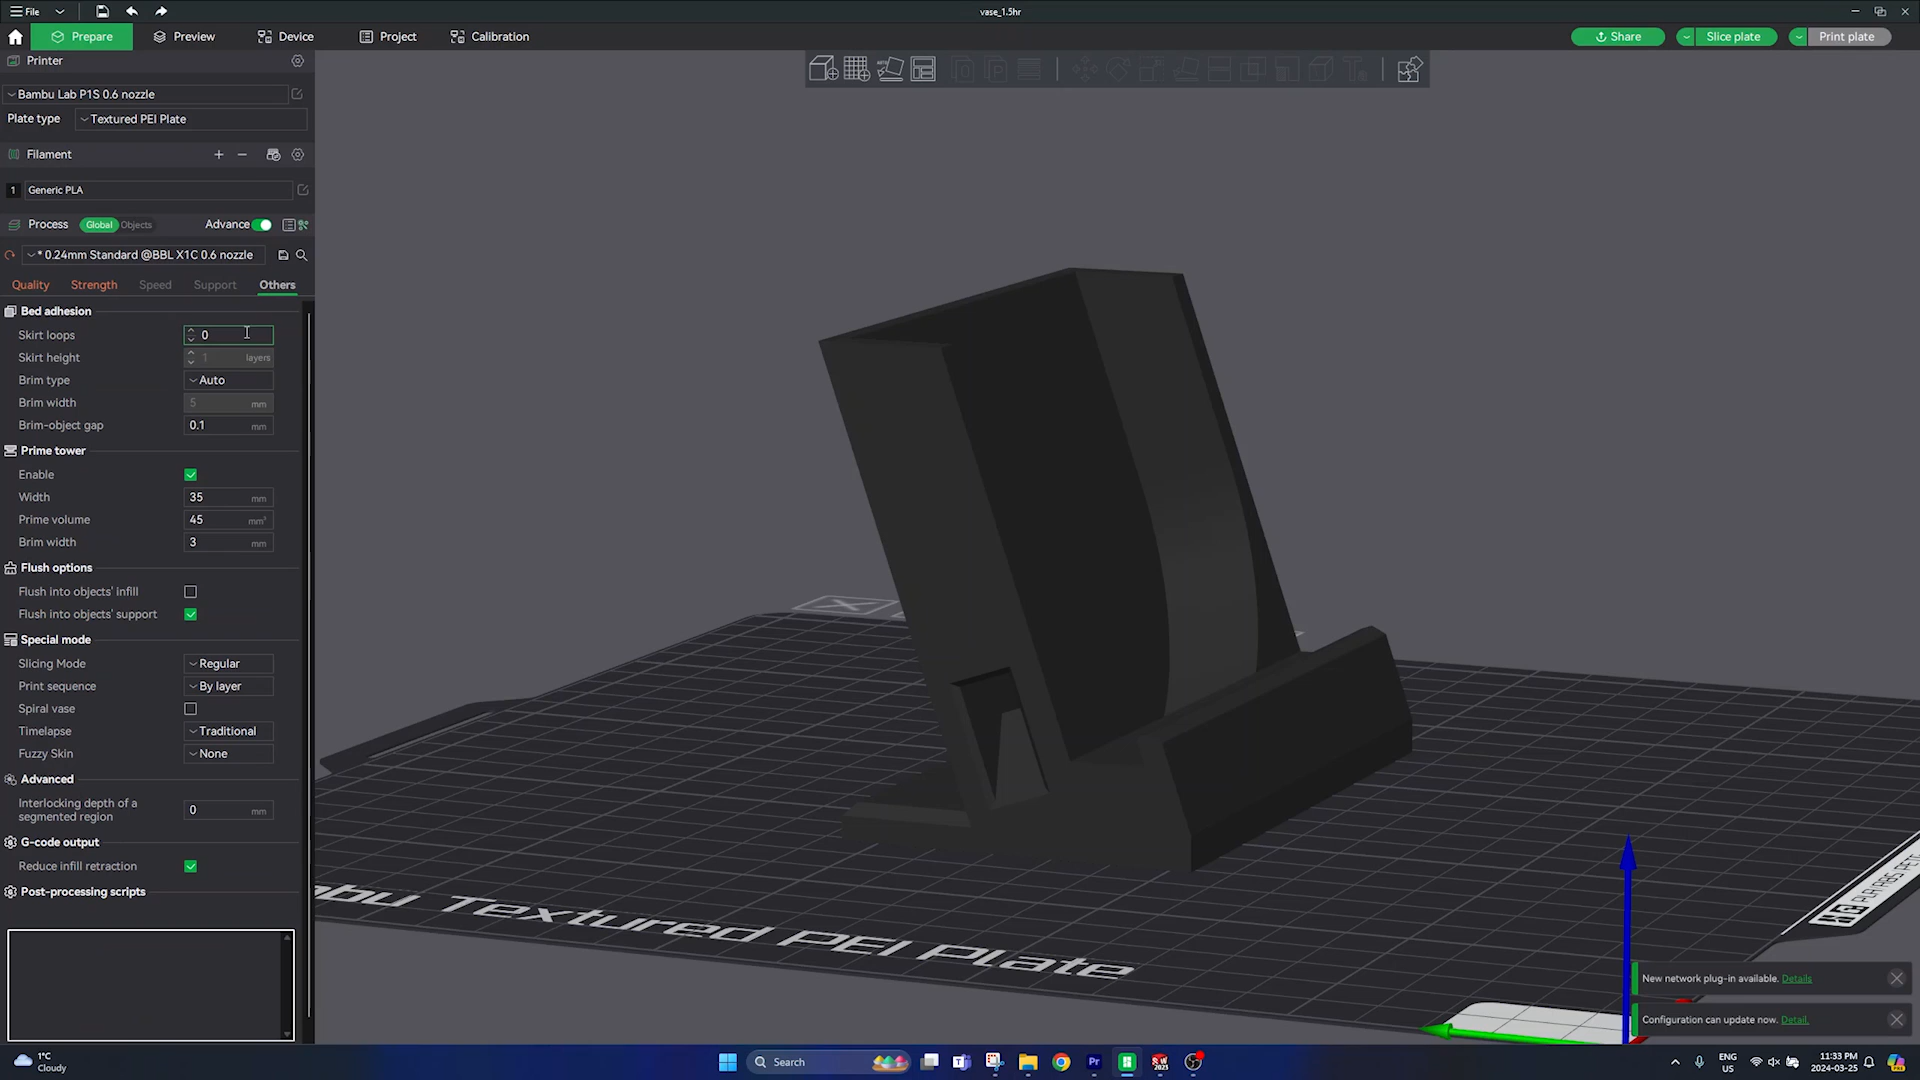 File
vase_1.5hr
Prepare
Preview
Device
Project
Calibration
Share
Slice plate
Print plate
Printer
Bambu Lab P1S 0.6 nozzle
Plate type
Textured PEI Plate
Filament
1
Generic PLA
Process
Global
Objects
Advance
* 0.24mm Standard @BBL X1C 0.6 nozzle
Quality
Strength
Speed
Support
Others
Bed adhesion
Skirt loops 0
Skirt height 1 layers
Brim type Auto
Brim width 5 mm
Brim-object gap 0.1 mm
Prime tower
Enable
Width 35 mm
Prime volume 45 mm³
Brim width 3 mm
Flush options
Flush into objects' infill
Flush into objects' support
Special mode
Slicing Mode Regular
Print sequence By layer
Spiral vase
Timelapse Traditional
Fuzzy Skin None
Advanced
Interlocking depth of a
segmented region 0 mm
G-code output
Reduce infill retraction
Post-processing scripts
mbu Textured PEI Plate
New network plug-in available. Details
Configuration can update now. Detail.
1°C
Cloudy
Search
ENG
US
11:33 PM
2024-03-25